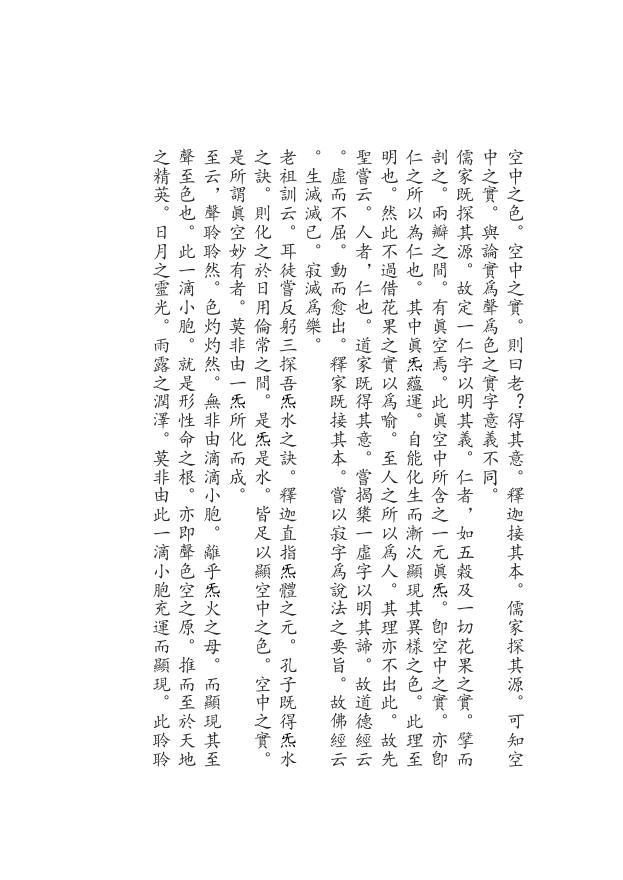 空中之色。空中之實。則曰老?得其意。釋迦接其本。儒家探其源。可知空
中之實。與論實爲聲爲色之實字意義不同。
儒家既探其源。故定一仁字以明其義。仁者，如五穀及一切花果之實。擘而
剖之。兩瓣之間。有眞空焉。此眞空中所含之一元眞炁。卽空中之實。亦卽
仁之所以為仁也。其中眞炁蘊運。自能化生而漸次顯現其異樣之色。此理至
明也。然此不過借花果之實以爲喻。至人之所以爲人。其理亦不出此。故先
聖嘗云。人者，仁也。道家既得其意。嘗揭橥一虛字以明其諦。故道德經云
。虛而不屈。動而愈出。釋家既接其本。嘗以寂字爲說法之要旨。故佛經云
。生滅滅已。寂滅爲樂。
老祖訓云。耳徒嘗反躬三探吾炁水之訣。釋迦直指炁體之元。孔子既得炁水
之訣。則化之於日用倫常之間。是炁是水。皆足以顯空中之色。空中之實。
是所謂眞空妙有者。莫非由一炁所化而成。
至云，聲聆聆然。色灼灼然。無非由滴滴小胞。離乎炁火之母。而顯現其至
聲至色也。此一滴小胞。就是形性命之根。亦即聲色空之原。推而至於天地
之精英。日月之靈光。雨露之潤澤。莫非由此一滴小胞充運而顯現。此聆聆